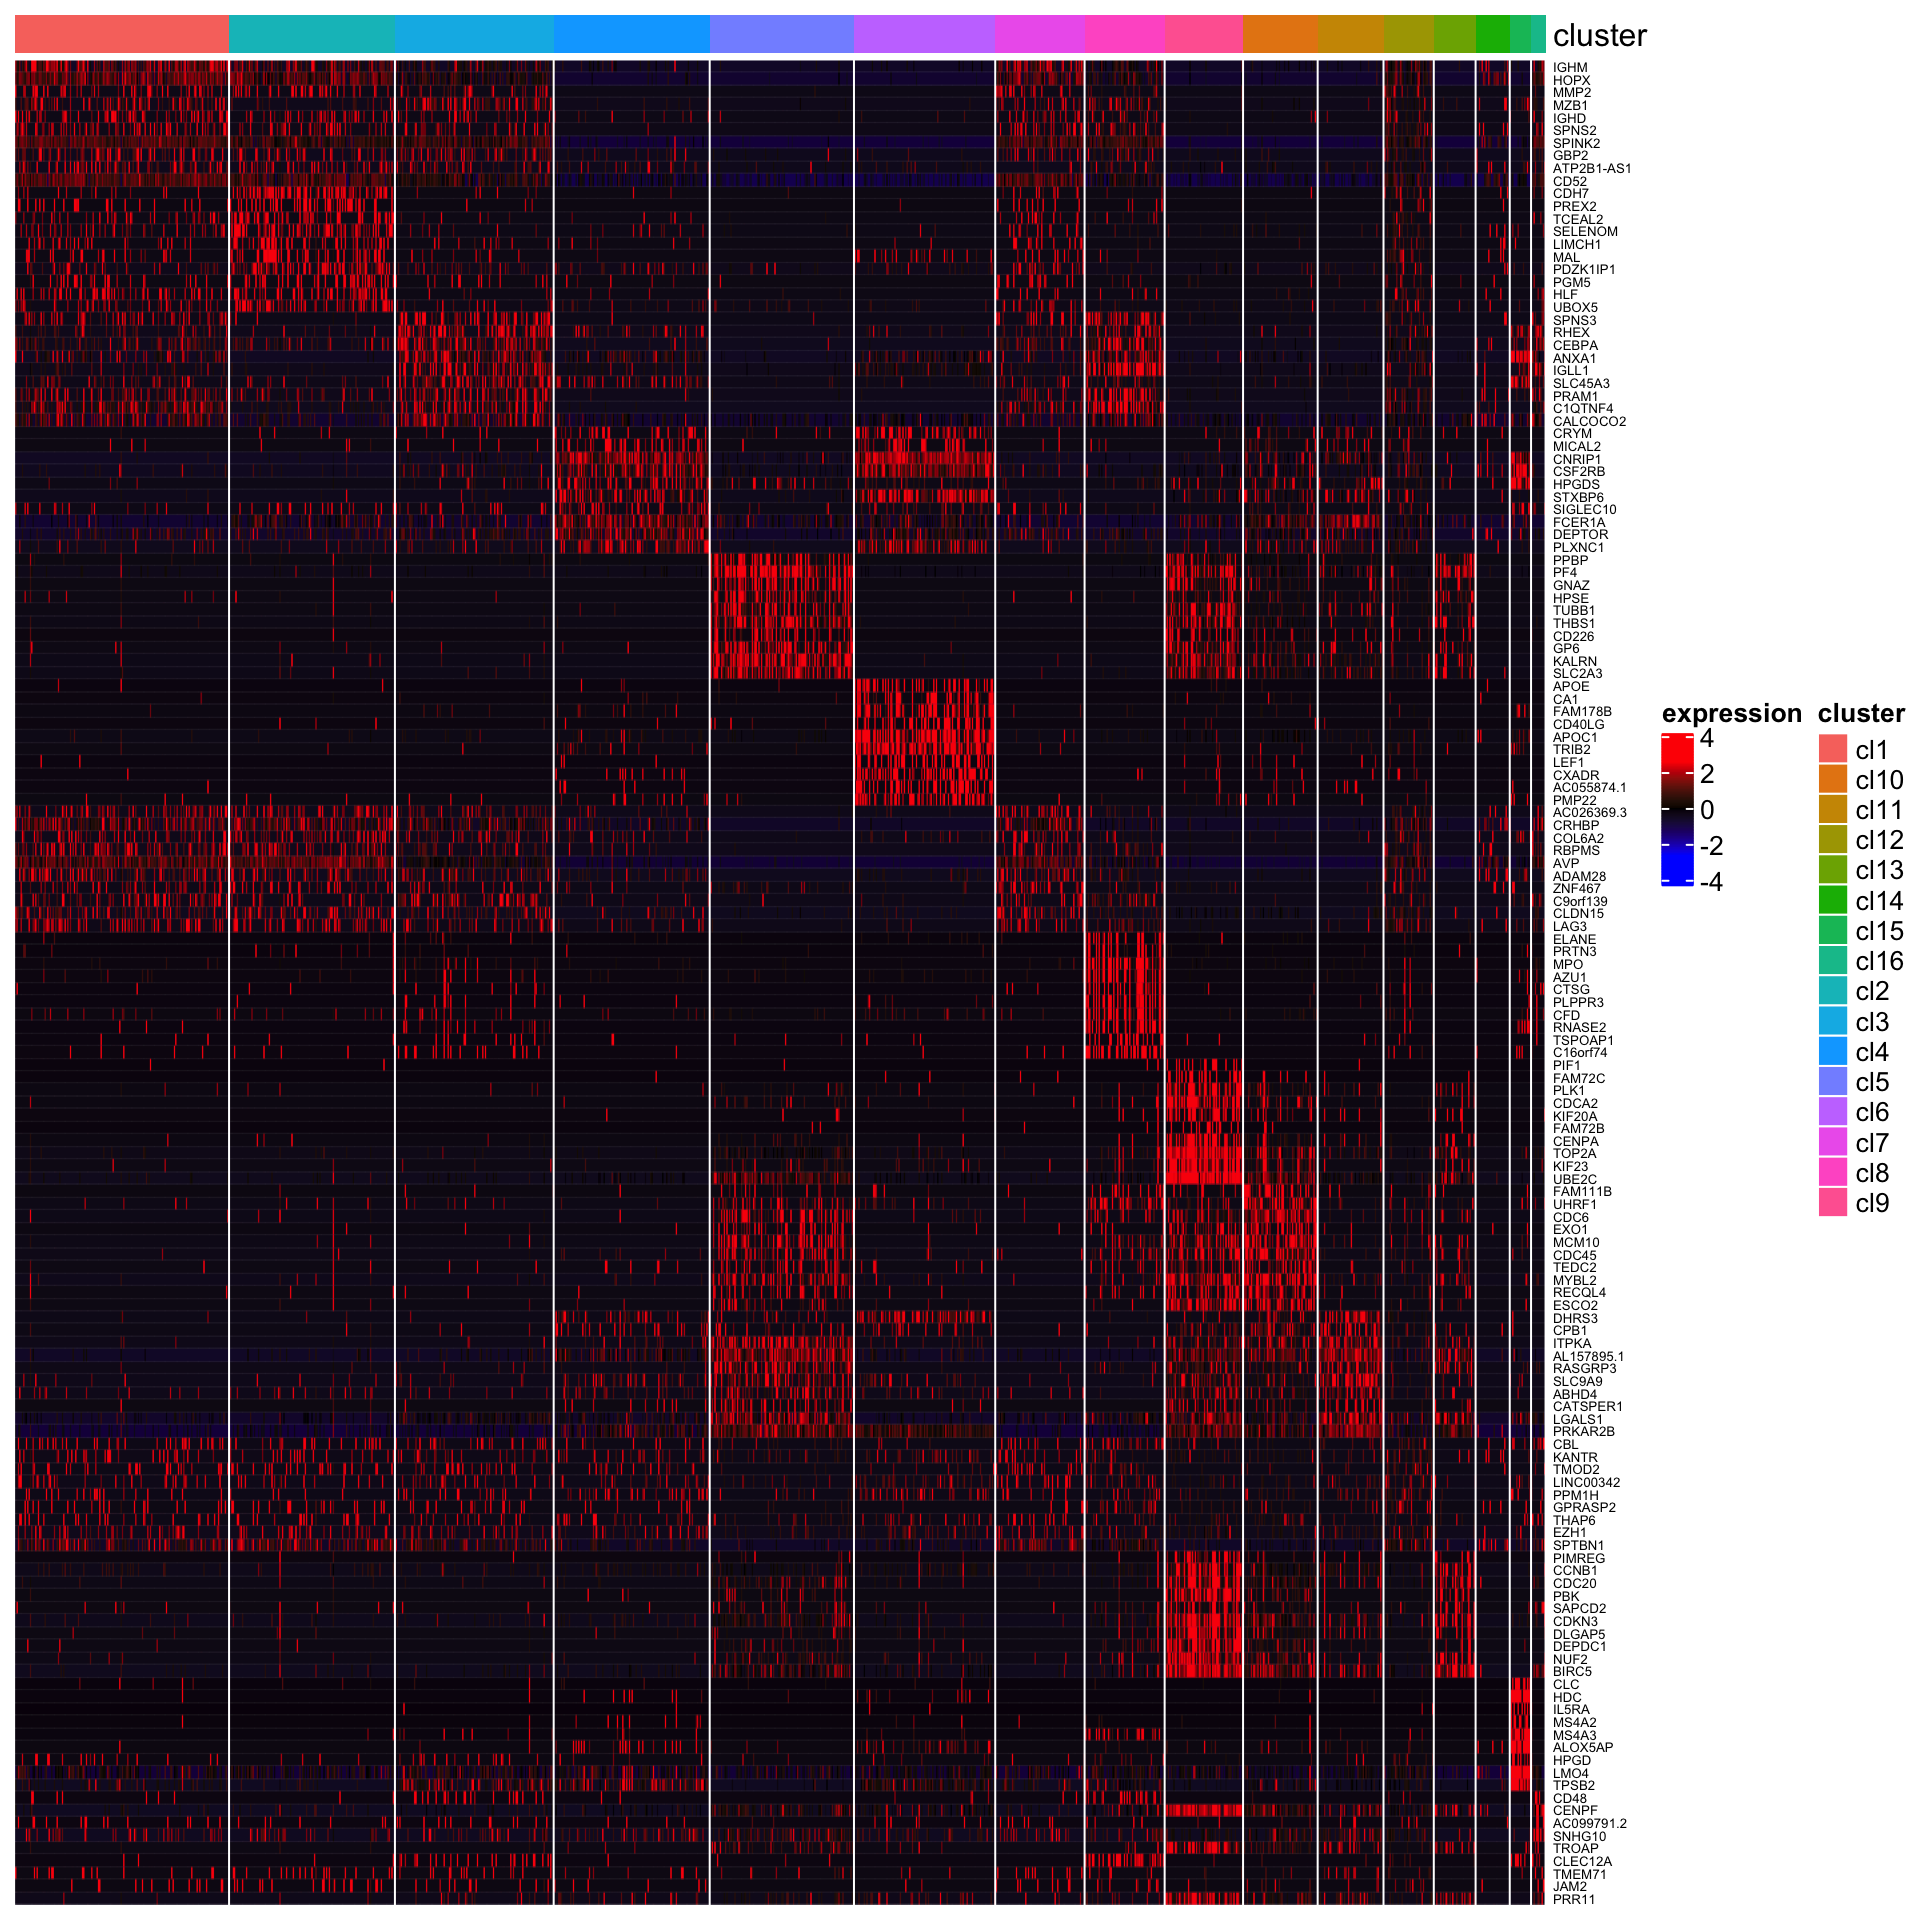 cluster
IGHM
HOPX
MMP2
MZB1
IGHD
SPNS2
SPINK2
GBP2
ATP2B1-AS1
CD52
CDH7
PREX2
TCEAL2
SELENOM
LIMCH1
MAL
PDZK1IP1
PGM5
HLF
UBOX5
SPNS3
RHEX
CEBPA
ANXA1
IGLL1
SLC45A3
PRAM1
C1QTNF4
CALCOCO2
CRYM
MICAL2
CNRIP1
CSF2RB
HPGDS
STXBP6
SIGLEC10
FCER1A
DEPTOR
PLXNC1
PPBP
PF4
GNAZ
HPSE
TUBB1
THBS1
CD226
GP6
KALRN
SLC2A3
APOE
CA1
FAM178B
CD40LG
APOC1
TRIB2
LEF1
CXADR
AC055874.1
PMP22
AC026369.3
CRHBP
COL6A2
RBPMS
AVP
ADAM28
ZNF467
C9orf139
CLDN15
LAG3
ELANE
PRTN3
MPO
AZU1
CTSG
PLPPR3
CFD
RNASE2
TSPOAP1
C16orf74
PIF1
FAM72C
PLK1
CDCA2
KIF20A
FAM72B
CENPA
TOP2A
KIF23
UBE2C
FAM111B
UHRF1
CDC6
EXO1
MCM10
CDC45
TEDC2
MYBL2
RECQL4
ESCO2
DHRS3
CPB1
ITPKA
AL157895.1
RASGRP3
SLC9A9
ABHD4
CATSPER1
LGALS1
PRKAR2B
CBL
KANTR
TMOD2
LINC00342
PPM1H
GPRASP2
THAP6
EZH1
SPTBN1
PIMREG
CCNB1
CDC20
PBK
SAPCD2
CDKN3
DLGAP5
DEPDC1
NUF2
BIRC5
CLC
HDC
IL5RA
MS4A2
MS4A3
ALOX5AP
HPGD
LMO4
TPSB2
CD48
CENPF
AC099791.2
SNHG10
TROAP
CLEC12A
TMEM71
JAM2
PRR11
expression
4
2
0
-2
-4
cluster
cl1
cl10
cl11
cl12
cl13
cl14
cl15
cl16
cl2
cl3
cl4
cl5
cl6
cl7
cl8
cl9